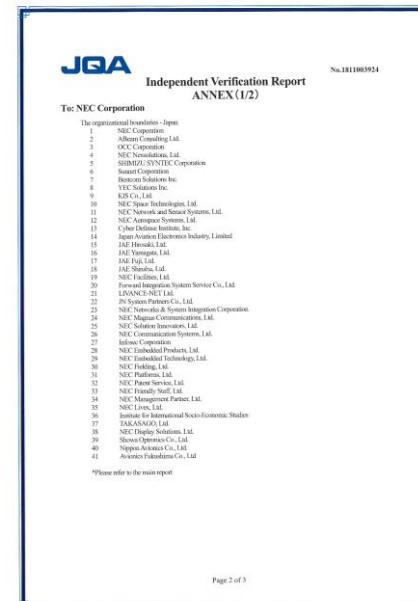 JQA
No.1811003924
Independent Verification Report
ANNEX(1/2)
To: NEC Corporation
The organizational boundaries - Japan
1 NEC Corporation
2 ABeam Consulting Ltd.
3 OCC Corporation
4 NEC Nexsolutions, Ltd.
5 SHIMIZU SYNTEC Corporation
6 Sunnet Corporation
7 Bestcom Solutions Inc.
8 YEC Solutions Inc.
9 KIS Co., Ltd.
10 NEC Space Technologies, Ltd.
11 NEC Network and Sensor Systems, Ltd.
12 NEC Aerospace Systems, Ltd.
13 Cyber Defense Institute, Inc.
14 Japan Aviation Electronics Industry, Limited
15 JAE Hirosaki, Ltd.
16 JAE Yamagata, Ltd.
17 JAE Fuji, Ltd.
18 JAE Shinshu, Ltd.
19 NEC Facilities, Ltd.
20 Forward Integration System Service Co., Ltd.
21 LIVANCE-NET Ltd.
22 JN System Partners Co., Ltd.
23 NEC Networks & System Integration Corporation
24 NEC Magnus Communications, Ltd.
25 NEC Solution Innovators, Ltd.
26 NEC Communication Systems, Ltd.
27 Infosec Corporation
28 NEC Embedded Products, Ltd.
29 NEC Embedded Technology, Ltd.
30 NEC Fielding, Ltd.
31 NEC Platforms, Ltd.
32 NEC Patent Service, Ltd.
33 NEC Friendly Staff, Ltd.
34 NEC Management Partner, Ltd.
35 NEC Livex, Ltd.
36 Institute for International Socio-Economic Studies
37 TAKASAGO, Ltd.
38 NEC Display Solutions, Ltd.
39 Showa Optronics Co., Ltd.
40 Nippon Avionics Co., Ltd.
41 Avionics Fukushima Co., Ltd
*Please refer to the main report
Page 2 of 3